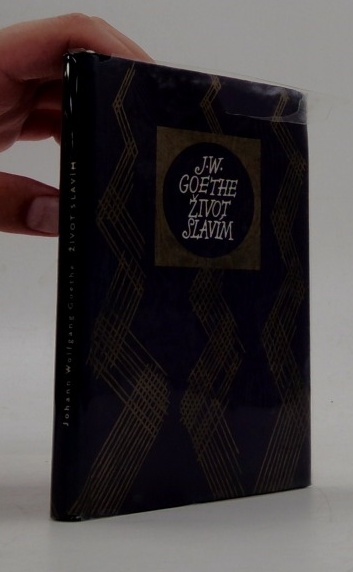 J. W.
GOETHE
ŽIVOT
SLAVÍM
Johann Wolfgang Goethe ŽIVOT SLAVÍM